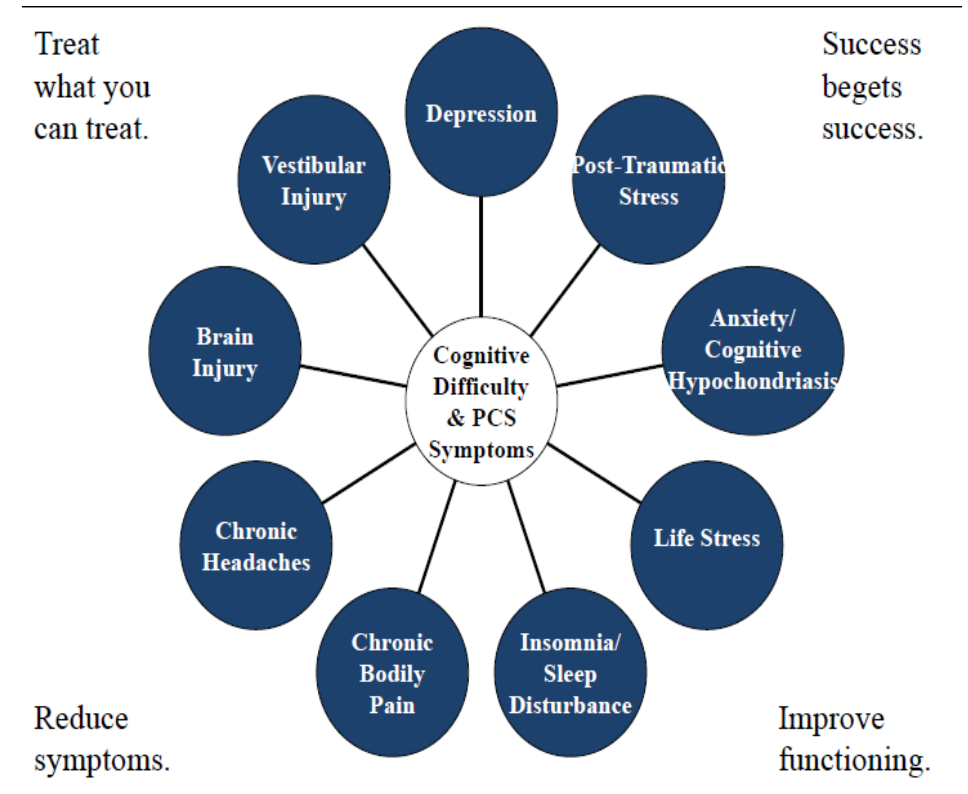 Treat
what you
can treat.
Success
begets
success.
Depression
Vestibular
Injury
Post-Traumatic
Stress
Brain
Injury
Anxiety/
Cognitive
Hypochondriasis
Cognitive
Difficulty
& PCS
Symptoms
Chronic
Headaches
Life Stress
Chronic
Bodily
Pain
Insomnia/
Sleep
Disturbance
Reduce
symptoms.
Improve
functioning.